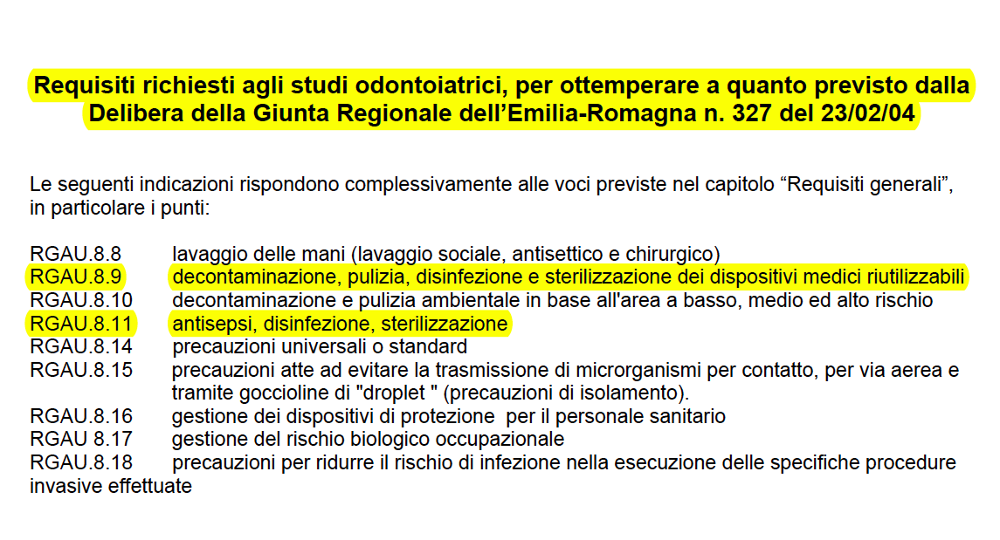 Requisiti richiesti agli studi odontoiatrici, per ottemperare a quanto previsto dalla
Delibera della Giunta Regionale dell’Emilia-Romagna n. 327 del 23/02/04
Le seguenti indicazioni rispondono complessivamente alle voci previste nel capitolo “Requisiti generali”,
in particolare i punti:
RGAU.8.8 lavaggio delle mani (lavaggio sociale, antisettico e chirurgico)
RGAU.8.9 decontaminazione, pulizia, disinfezione e sterilizzazione dei dispositivi medici riutilizzabili
RGAU.8.10 decontaminazione e pulizia ambientale in base all'area a basso, medio ed alto rischio
RGAU.8.11 antisepsi, disinfezione, sterilizzazione
RGAU.8.14 precauzioni universali o standard
RGAU.8.15 precauzioni atte ad evitare la trasmissione di microrganismi per contatto, per via aerea e
tramite goccioline di "droplet " (precauzioni di isolamento).
RGAU.8.16 gestione dei dispositivi di protezione  per il personale sanitario
RGAU 8.17 gestione del rischio biologico occupazionale
RGAU.8.18 precauzioni per ridurre il rischio di infezione nella esecuzione delle specifiche procedure
invasive effettuate